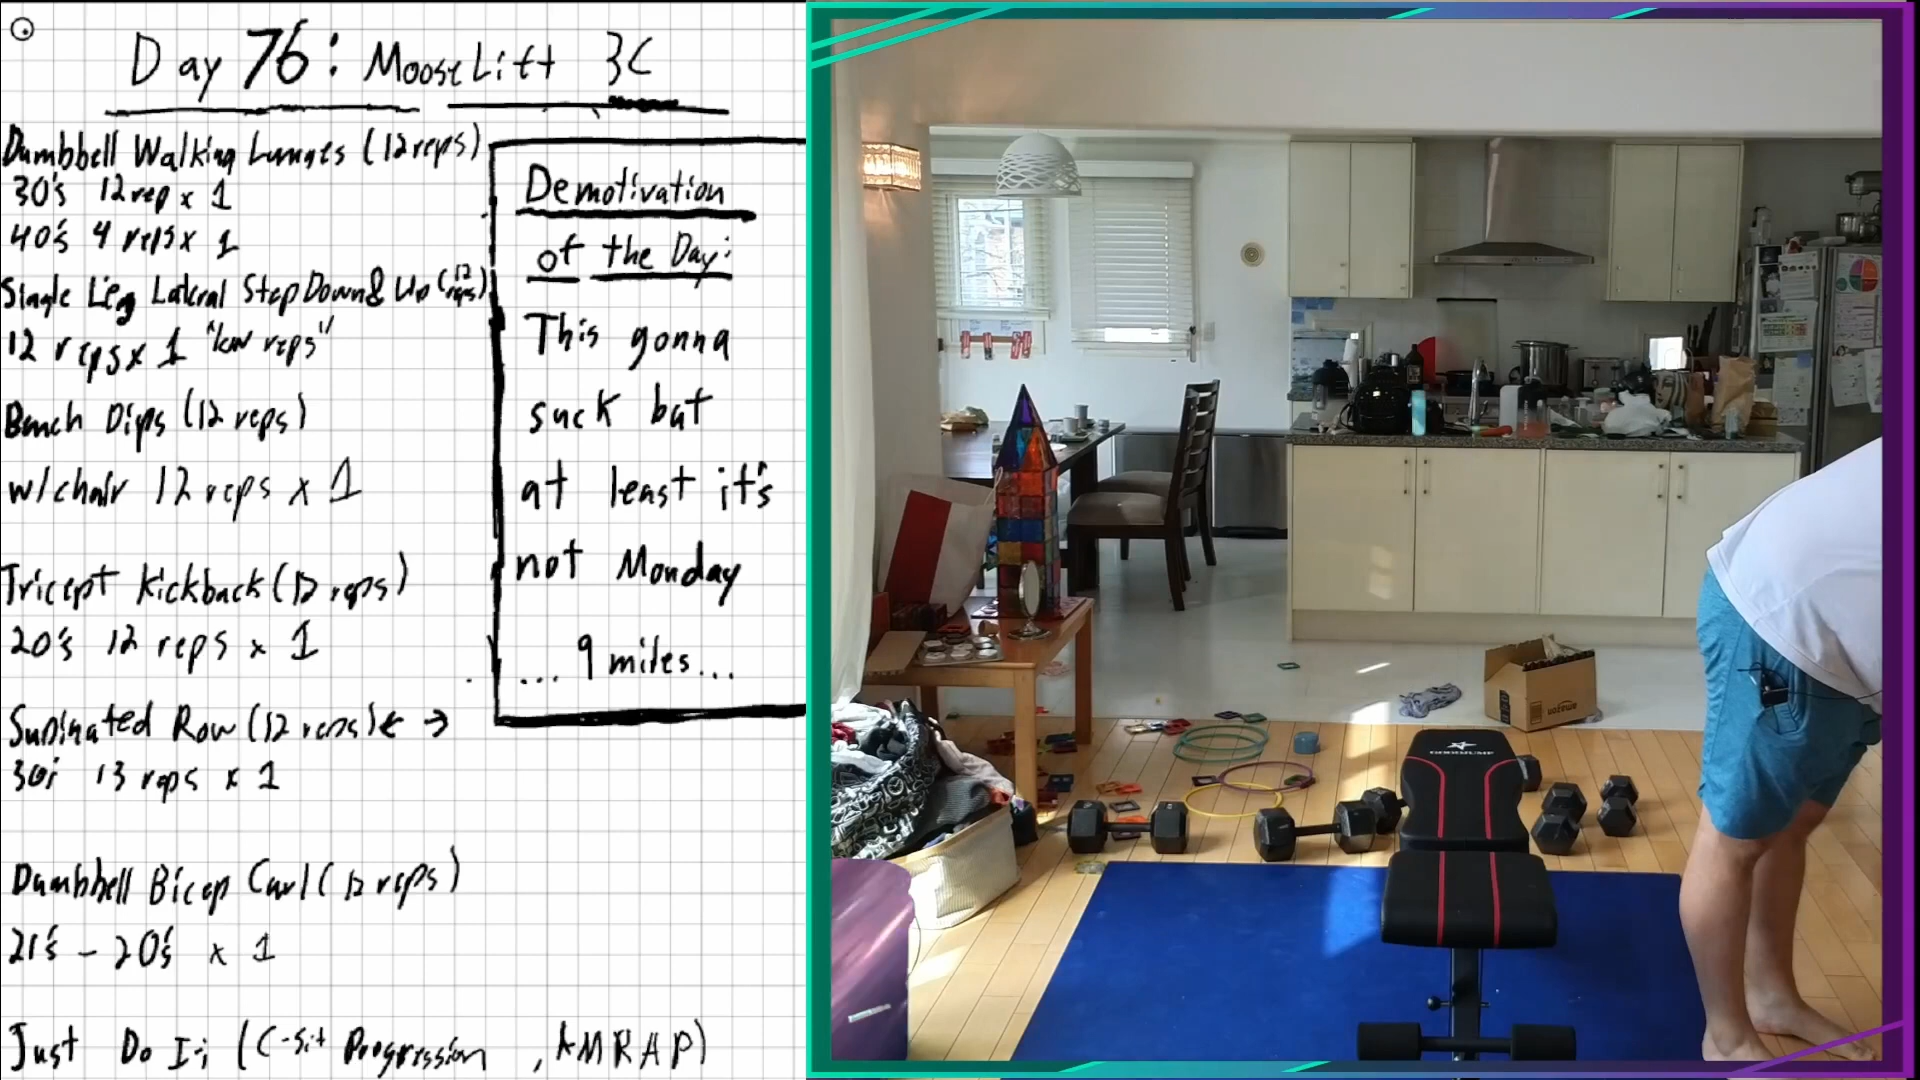 Day 76: MooseLift 3C
Dumbbell Walking Lunges (12 reps)
30's 12 rep x 1
40's 4 reps x 1
Single Leg Lateral Step Down & Up (12 reps)
12 reps x 1 "low reps"
Bench Dips (12 reps)
w/chair 12 reps x 1
Tricept Kickback (12 reps)
20's 12 reps x 1
Supinated Row (12 reps) ← →
30's 13 reps x 1
Dumbbell Bicep Curl (12 reps)
21's - 20's x 1
Just Do It; (C-Sit Progression, AMRAP)
Demotivation
of the Day:
This gonna
suck but
at least it's
not Monday
... 9 miles...
amazon